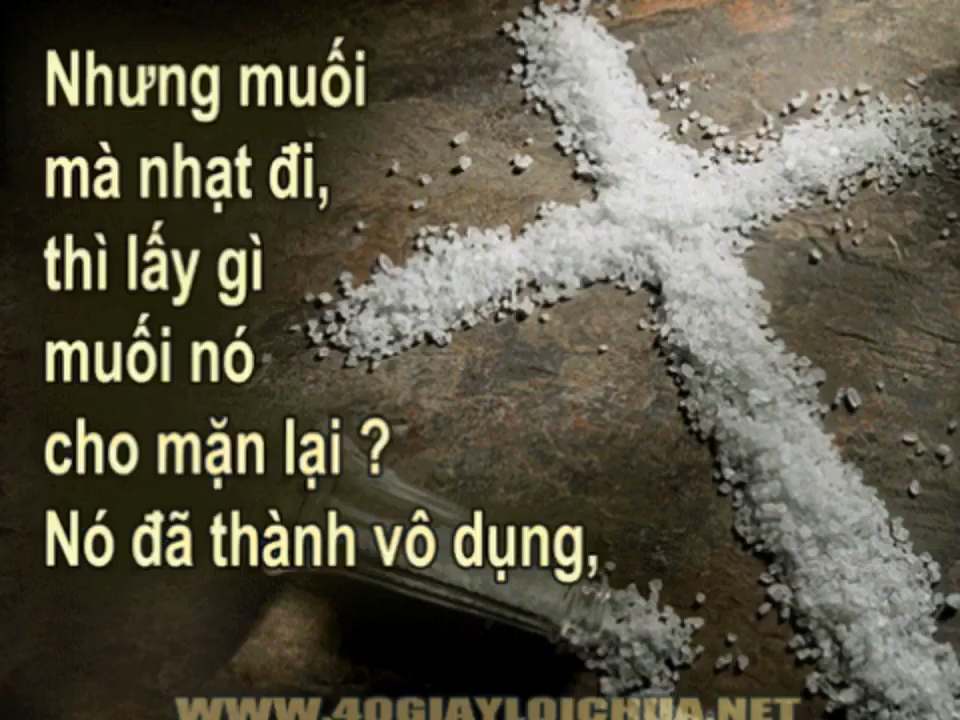 Nhưng muối
mà nhạt đi,
thì lấy gì
muối nó
cho mặn lại ?
Nó đã thành vô dụng,
WWW.40GIAYLOICHUA.NET